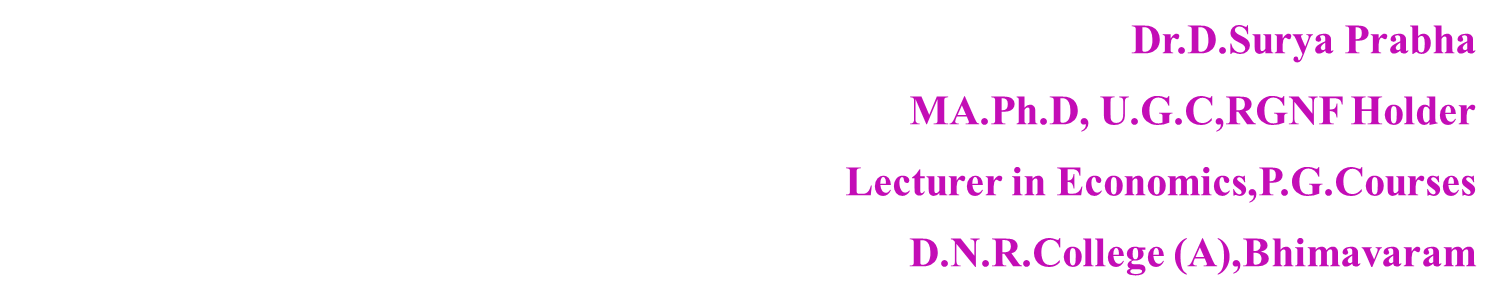 Dr.D.Surya Prabha
MA.Ph.D, U.G.C,RGNF Holder
Lecturer in Economics,P.G.Courses
D.N.R.College (A),Bhimavaram